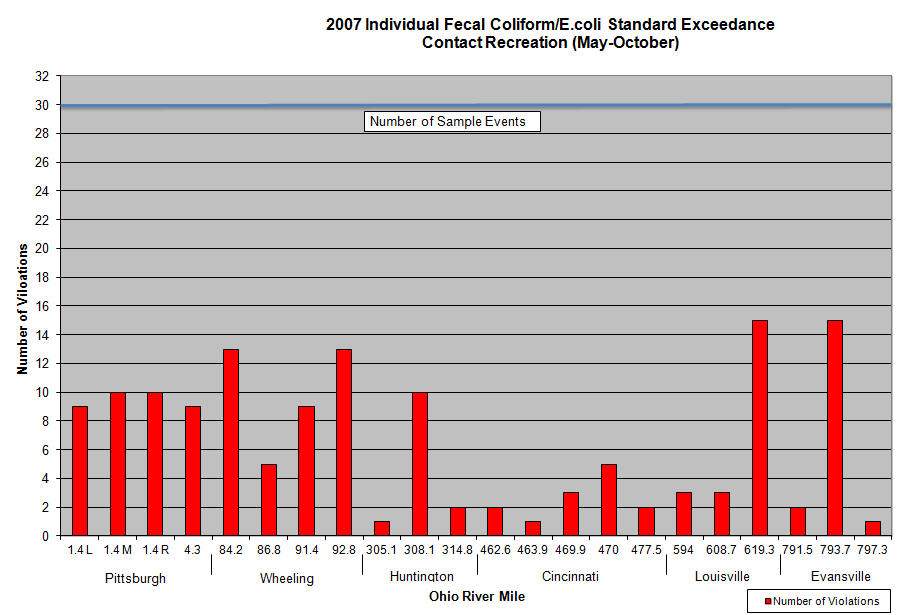 2007 Individual Fecal Coliform/E.coli Standard Exceedance
Contact Recreation (May-October)
Number of Viloations
32
30
28
26
24
22
20
18
16
14
12
10
8
6
4
2
0
Number of Sample Events
1.4 L 1.4 M 1.4 R 4.3 84.2 86.8 91.4 92.8 305.1 308.1 314.8 462.6 463.9 469.9 470 477.5 594 608.7 619.3 791.5 793.7 797.3
Pittsburgh Wheeling Huntington Cincinnati Louisville Evansville
Ohio River Mile
Number of Violations